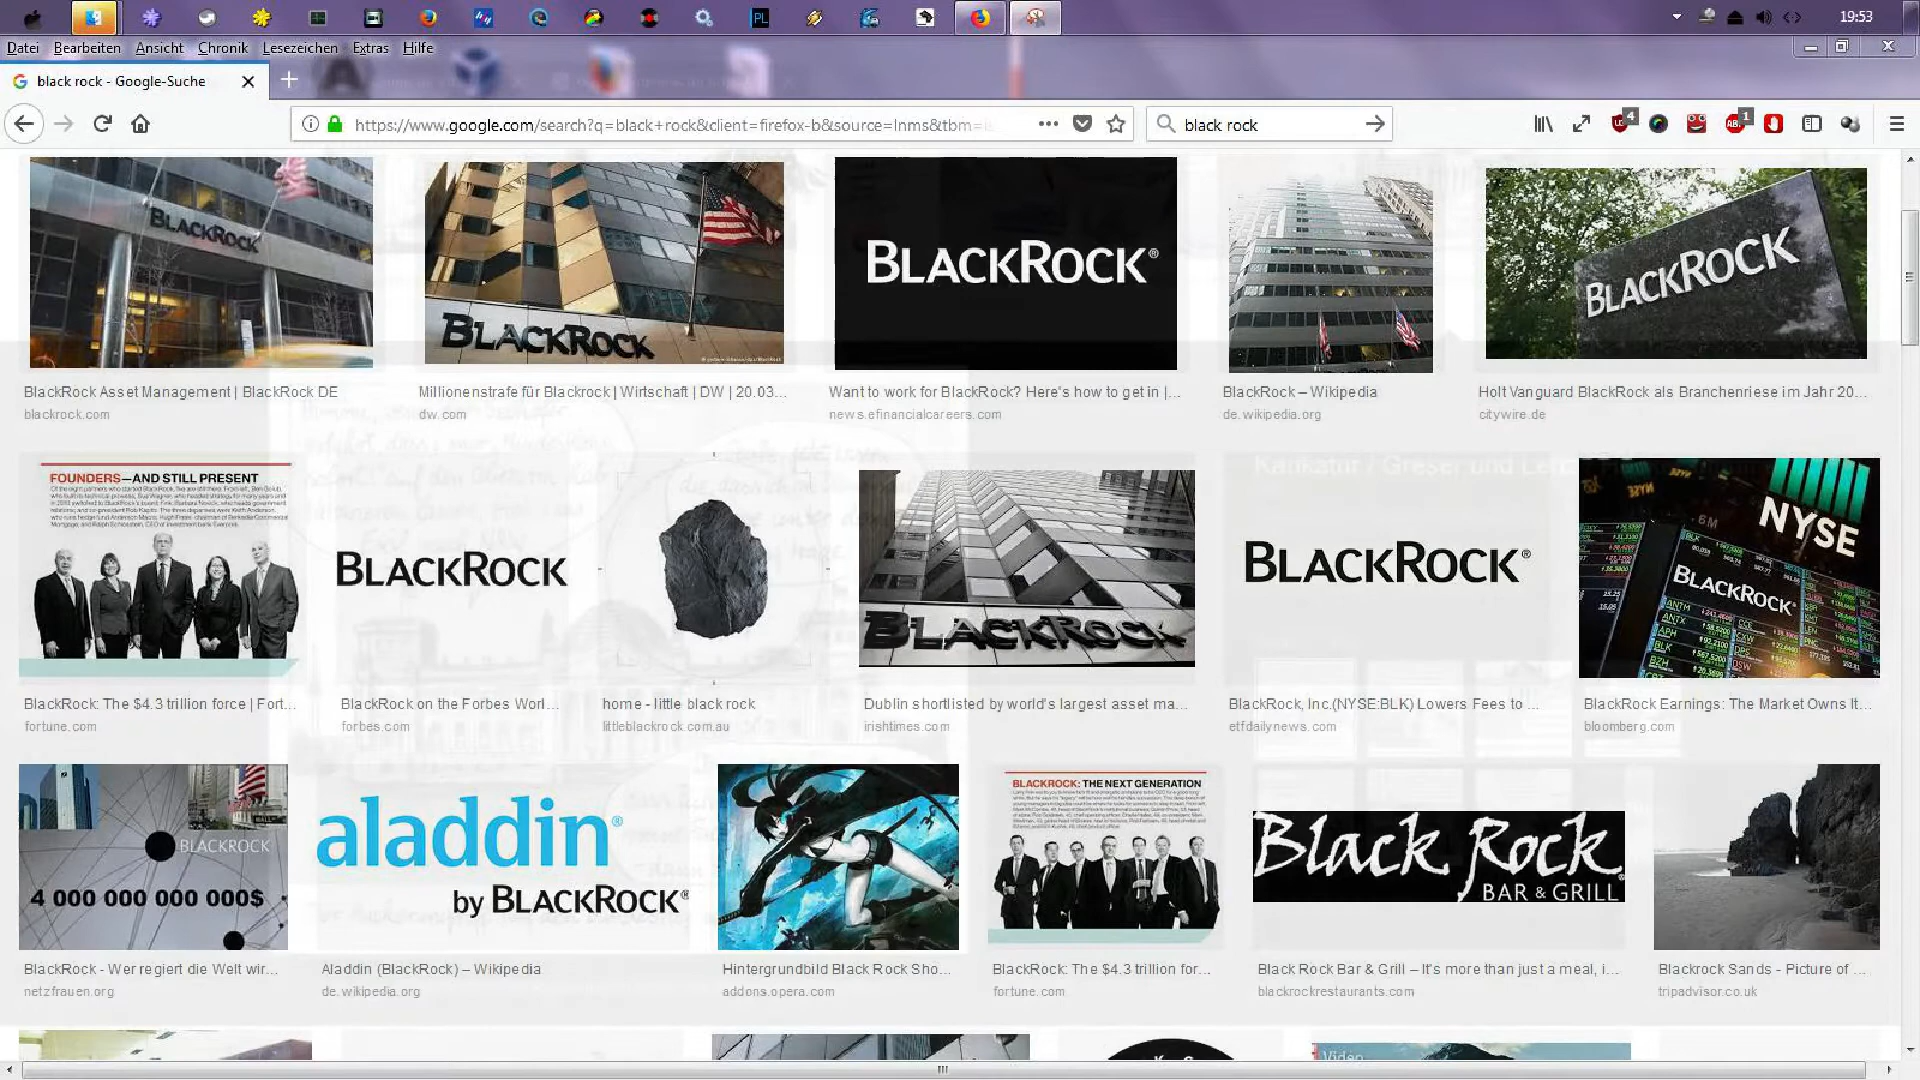 19:53
Datei Bearbeiten Ansicht Chronik Lesezeichen Extras Hilfe
black rock - Google-Suche
https://www.google.com/search?q=black+rock&client=firefox-b&source=lnms&tbm=
black rock
4
1
BLACKROCK
BLACKROCK
BLACKROCK®
BLACKROCK
BlackRock Asset Management | BlackRock DE
blackrock.com
Millionenstrafe für Blackrock | Wirtschaft | DW | 20.03...
dw.com
Want to work for BlackRock? Here's how to get in |...
news.efinancialcareers.com
BlackRock – Wikipedia
de.wikipedia.org
Holt Vanguard BlackRock als Branchenriese im Jahr 20...
citywire.de
FOUNDERS—AND STILL PRESENT
BLACKROCK
BLACKROCK
BLACKROCK®
NYSE
BLK
BLACKROCK
ANTM
ANTX
APH
BLK
BZH
BlackRock: The $4.3 trillion force | Fort...
fortune.com
BlackRock on the Forbes Worl...
forbes.com
home - little black rock
littleblackrock.com.au
Dublin shortlisted by world's largest asset ma...
irishtimes.com
BlackRock, Inc.(NYSE:BLK) Lowers Fees to ...
etfdailynews.com
BlackRock Earnings: The Market Owns It...
bloomberg.com
BLACKROCK
4 000 000 000 000$
aladdin®
by BLACKROCK®
BLACKROCK: THE NEXT GENERATION
Black Rock
BAR & GRILL
BlackRock - Wer regiert die Welt wir...
netzfrauen.org
Aladdin (BlackRock) – Wikipedia
de.wikipedia.org
Hintergrundbild Black Rock Sho...
addons.opera.com
BlackRock: The $4.3 trillion for...
fortune.com
Black Rock Bar & Grill – It's more than just a meal, i...
blackrockrestaurants.com
Blackrock Sands - Picture of ...
tripadvisor.co.uk
Video